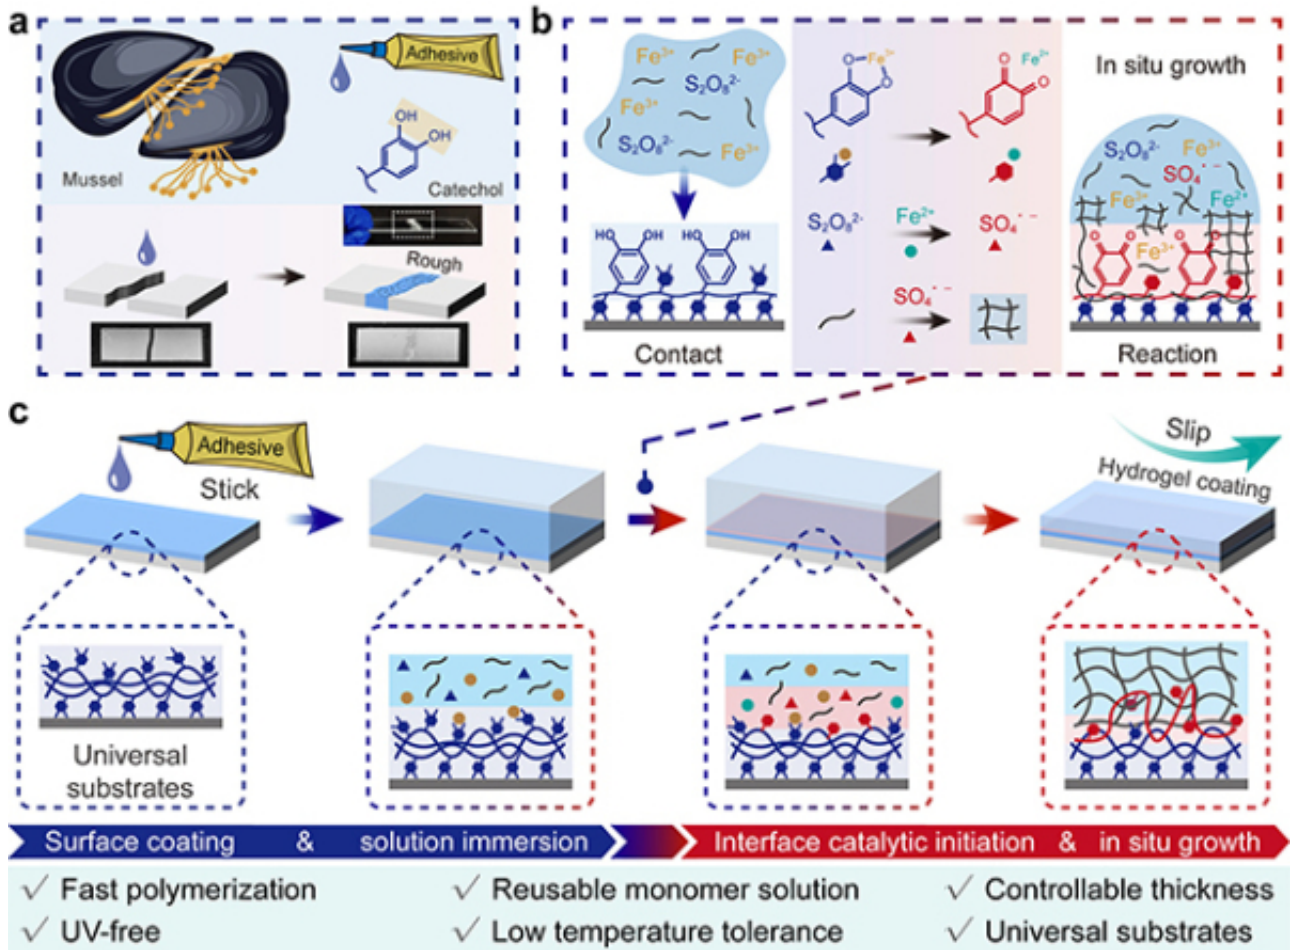 a
Adhesive
OH
OH
Mussel
Catechol
Rough
b
Fe³⁺
Fe³⁺
S₂O₈²⁻
Fe³⁺
S₂O₈²⁻
Fe³⁺
HO OH HO OH
Contact
O Fe³⁺
O
O Fe²⁺
O
S₂O₈²⁻ Fe²⁺ SO₄•⁻
SO₄•⁻
In situ growth
S₂O₈²⁻ Fe³⁺
SO₄•⁻
Fe³⁺ Fe²⁺
O O O O
Fe³⁺
Reaction
c
Adhesive
Stick
Slip
Hydrogel coating
Universal
substrates
Surface coating & solution immersion Interface catalytic initiation & in situ growth
✓ Fast polymerization ✓ Reusable monomer solution ✓ Controllable thickness
✓ UV-free ✓ Low temperature tolerance ✓ Universal substrates